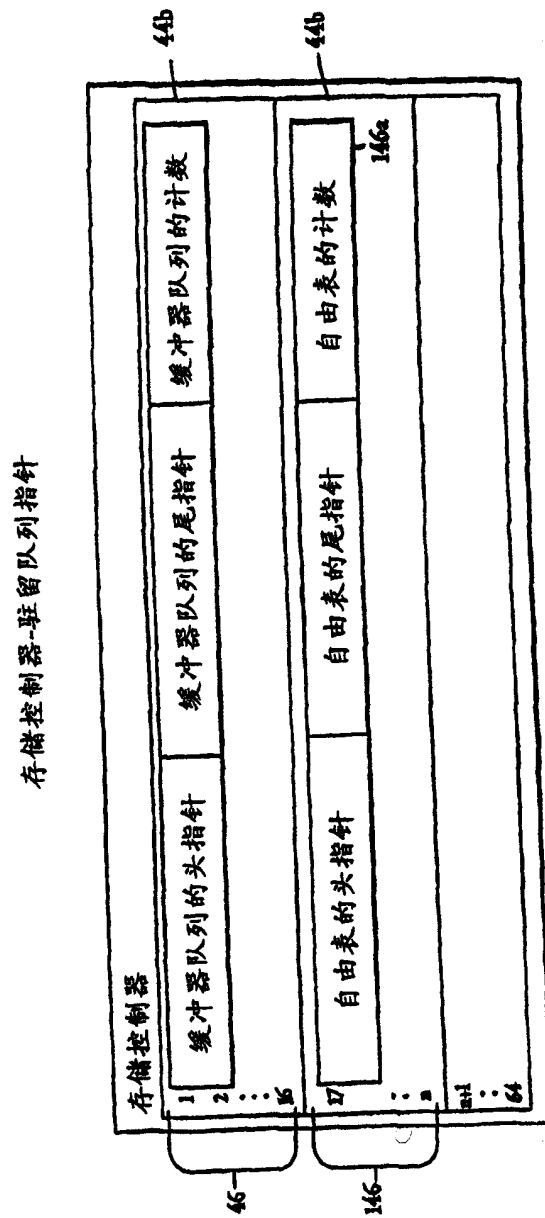 存储控制器-驻留队列指针
存储控制器
44b
1 缓冲器队列的头指针 缓冲器队列的尾指针 缓冲器队列的计数
2
:
16
46
44b
17 自由表的头指针 自由表的尾指针 自由表的计数
146a
:
n
146
n+1
:
64